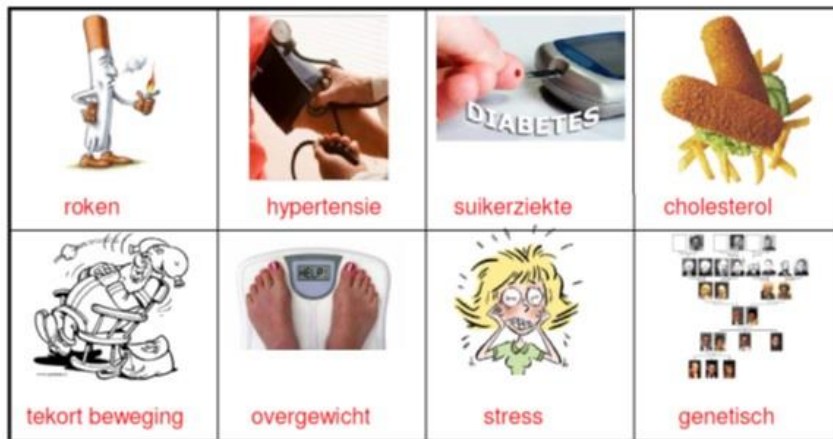 DIABETES
roken
hypertensie
suikerziekte
cholesterol
HELP!
tekort beweging
overgewicht
stress
genetisch